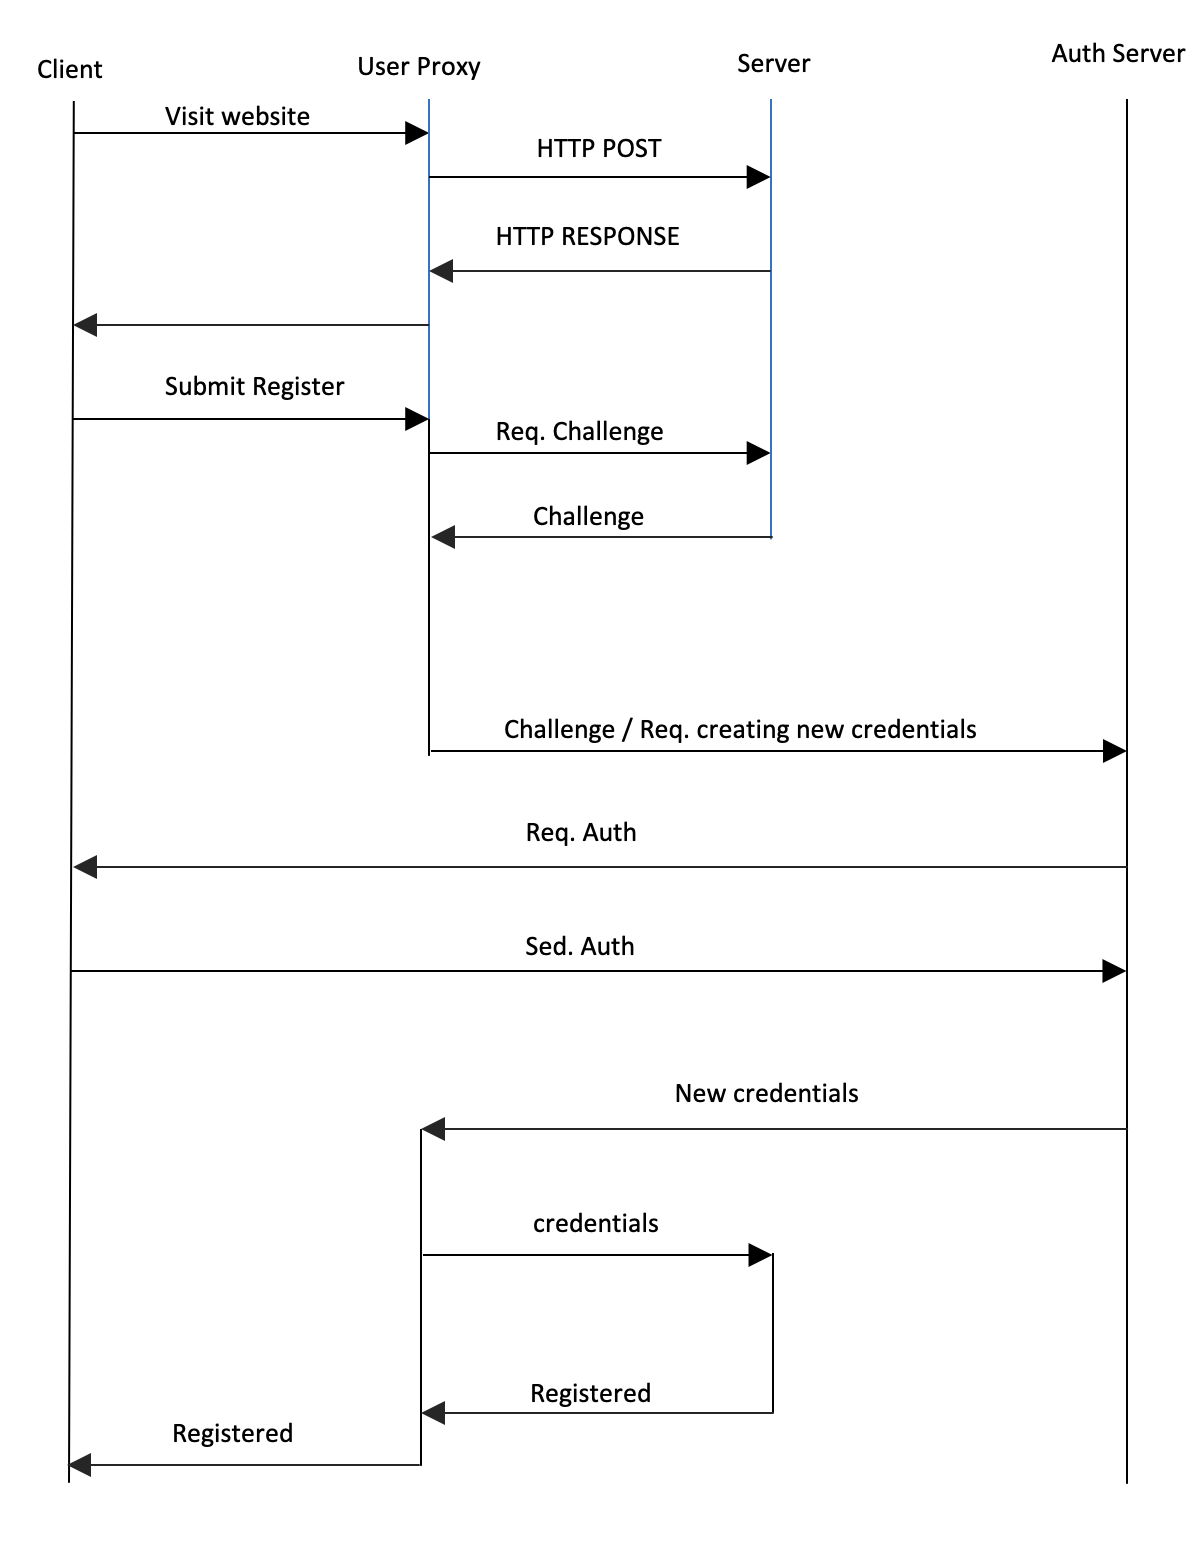 Client
User Proxy
Server
Auth Server
Visit website
HTTP POST
HTTP RESPONSE
Submit Register
Req. Challenge
Challenge
Challenge / Req. creating new credentials
Req. Auth
Sed. Auth
New credentials
credentials
Registered
Registered